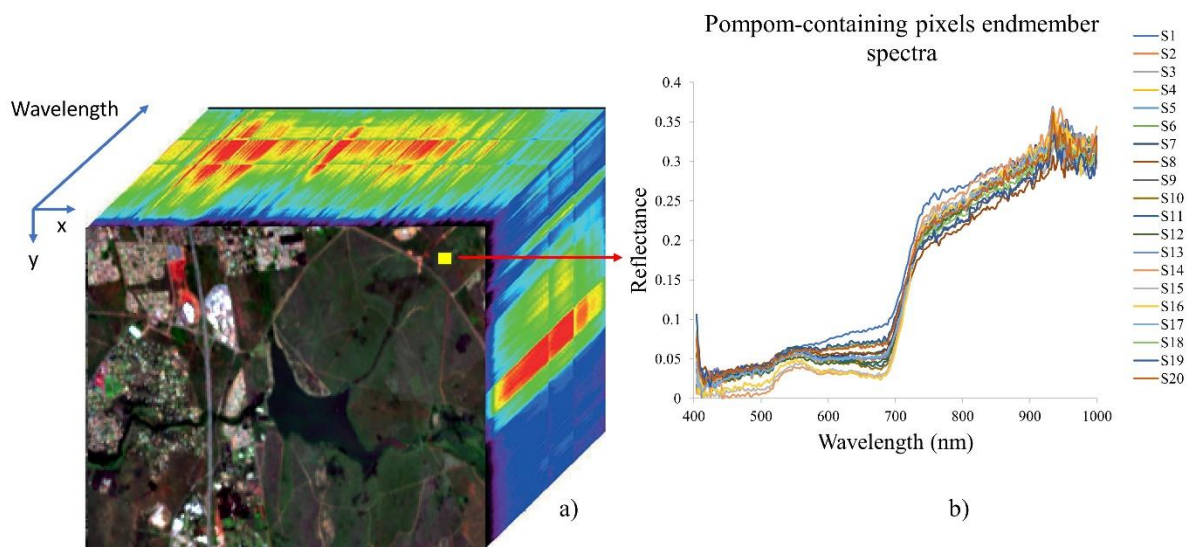 Wavelength
x
y
a)
Pompom-containing pixels endmember
spectra
Reflectance
0.4
0.35
0.3
0.25
0.2
0.15
0.1
0.05
0
400 500 600 700 800 900 1000
Wavelength (nm)
b)
S1
S2
S3
S4
S5
S6
S7
S8
S9
S10
S11
S12
S13
S14
S15
S16
S17
S18
S19
S20